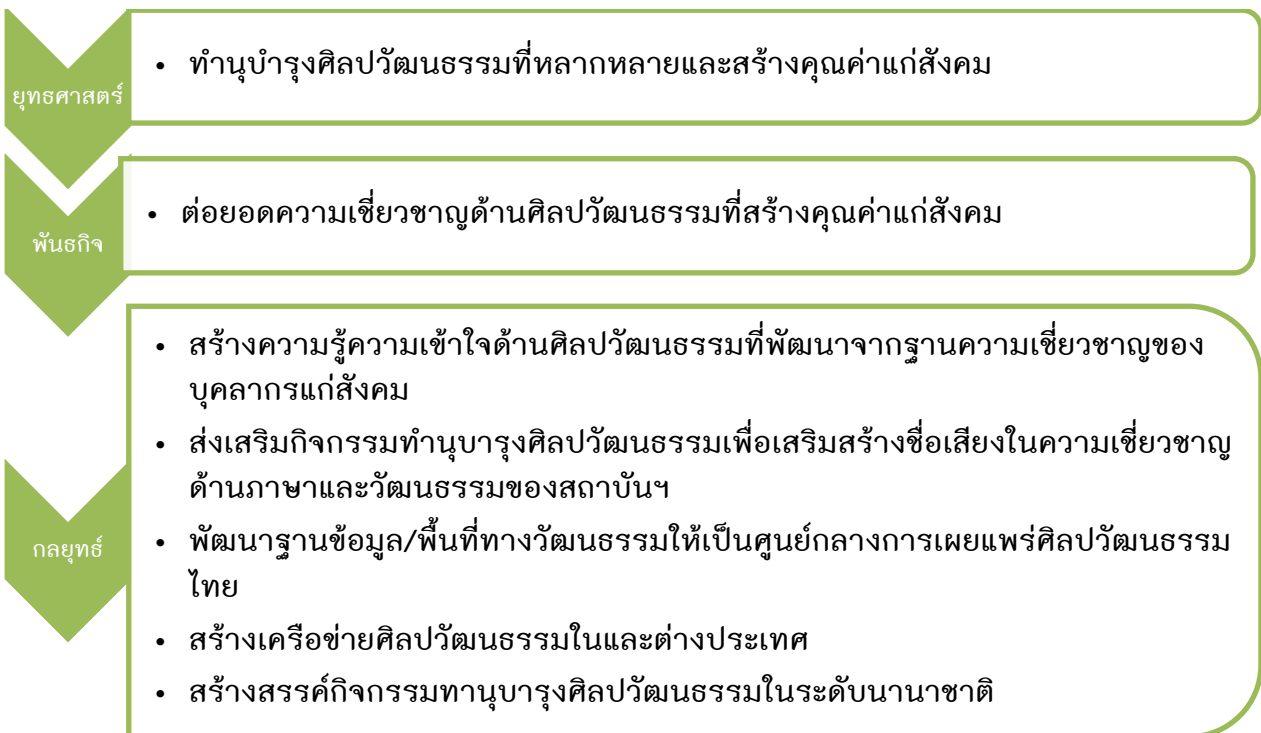 ยุทธศาสตร์
• ทำนุบำรุงศิลปวัฒนธรรมที่หลากหลายและสร้างคุณค่าแก่สังคม
พันธกิจ
• ต่อยอดความเชี่ยวชาญด้านศิลปวัฒนธรรมที่สร้างคุณค่าแก่สังคม
กลยุทธ์
• สร้างความรู้ความเข้าใจด้านศิลปวัฒนธรรมที่พัฒนาจากฐานความเชี่ยวชาญของ
บุคลากรแก่สังคม
• ส่งเสริมกิจกรรมทำนุบารุงศิลปวัฒนธรรมเพื่อเสริมสร้างชื่อเสียงในความเชี่ยวชาญ
ด้านภาษาและวัฒนธรรมของสถาบันฯ
• พัฒนาฐานข้อมูล/พื้นที่ทางวัฒนธรรมให้เป็นศูนย์กลางการเผยแพร่ศิลปวัฒนธรรม
ไทย
• สร้างเครือข่ายศิลปวัฒนธรรมในและต่างประเทศ
• สร้างสรรค์กิจกรรมทานุบารุงศิลปวัฒนธรรมในระดับนานาชาติ